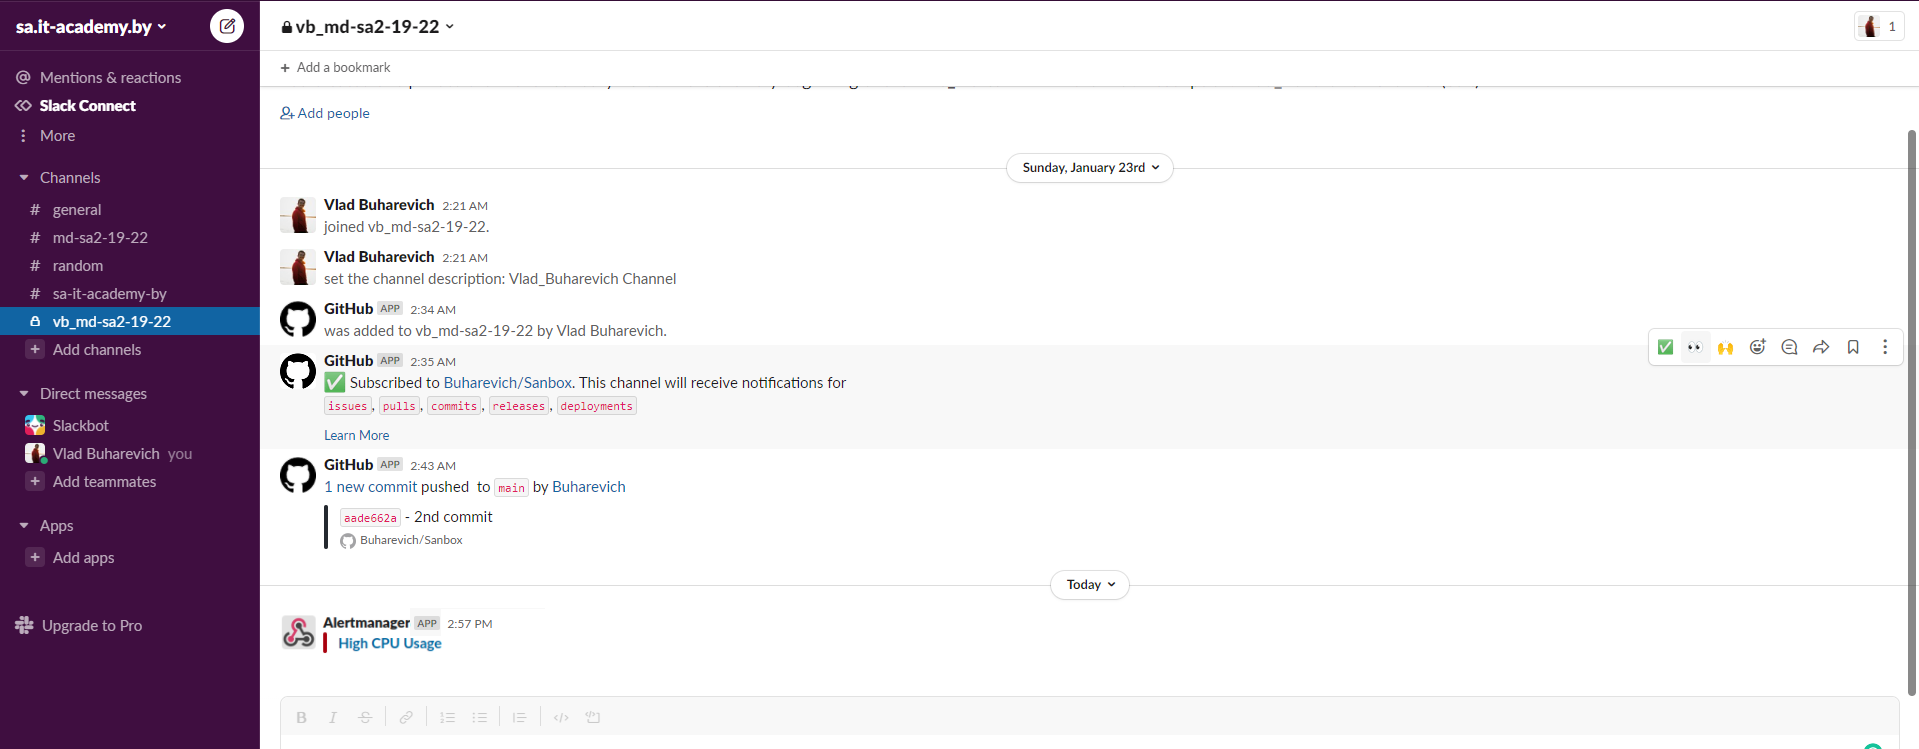 sa.it-academy.by
Mentions & reactions
Slack Connect
More
Channels
# general
# md-sa2-19-22
# random
# sa-it-academy-by
vb_md-sa2-19-22
+ Add channels
Direct messages
Slackbot
Vlad Buharevich you
+ Add teammates
Apps
+ Add apps
Upgrade to Pro
vb_md-sa2-19-22
1
+ Add a bookmark
Add people
Sunday, January 23rd
Vlad Buharevich 2:21 AM
joined vb_md-sa2-19-22.
Vlad Buharevich 2:21 AM
set the channel description: Vlad_Buharevich Channel
GitHub APP 2:34 AM
was added to vb_md-sa2-19-22 by Vlad Buharevich.
GitHub APP 2:35 AM
✅ Subscribed to Buharevich/Sanbox. This channel will receive notifications for
issues, pulls, commits, releases, deployments
Learn More
GitHub APP 2:43 AM
1 new commit pushed to main by Buharevich
aade662a - 2nd commit
Buharevich/Sanbox
Today
Alertmanager APP 2:57 PM
High CPU Usage
B I S